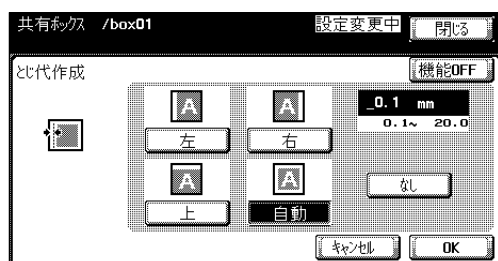 共有ボックス /box01 設定変更中 閉じる
とじ代作成 機能OFF
A A _0.1 mm
0.1~ 20.0
左 右
A A なし
上 自動
キャンセル OK